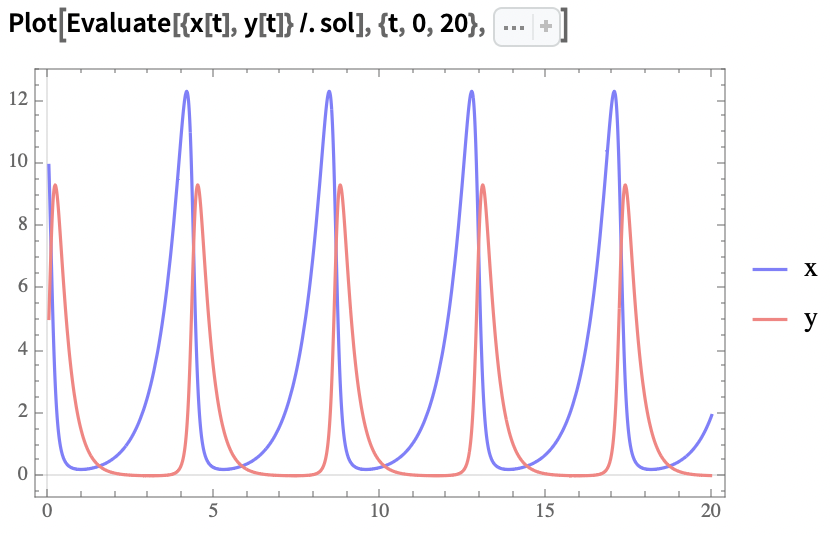 Plot[Evaluate[{x[t], y[t]} /. sol], {t, 0, 20}, ... +]
12
10
8
6
4
2
0
x
y
0 5 10 15 20